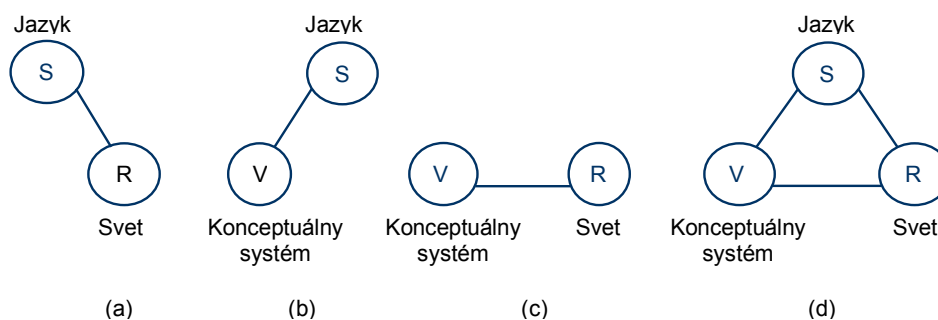 Jazyk
S
R
Svet
(a)
Jazyk
S
V
Konceptuálny
systém
(b)
V
R
Konceptuálny
systém
Svet
(c)
Jazyk
S
V
R
Konceptuálny
systém
Svet
(d)